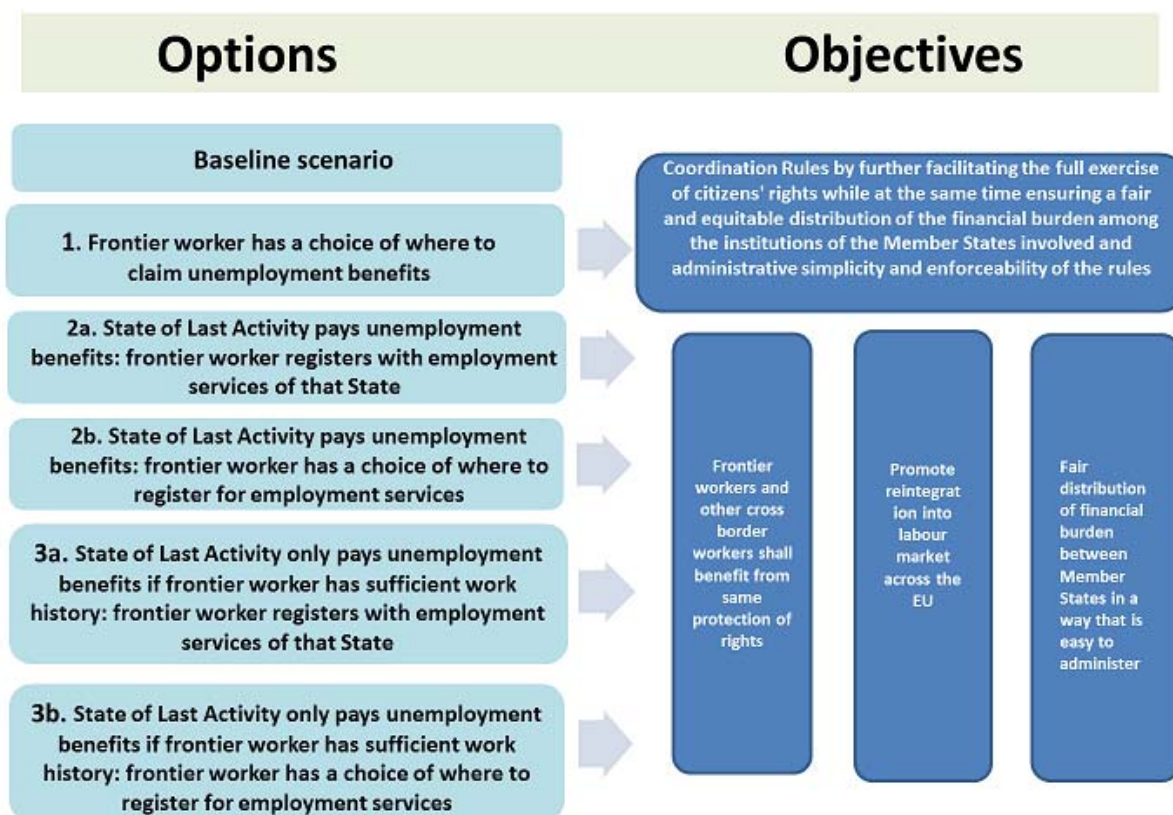 Options
Objectives
Baseline scenario
1. Frontier worker has a choice of where to
claim unemployment benefits
2a. State of Last Activity pays unemployment
benefits: frontier worker registers with employment
services of that State
2b. State of Last Activity pays unemployment
benefits: frontier worker has a choice of where to
register for employment services
3a. State of Last Activity only pays unemployment
benefits if frontier worker has sufficient work
history: frontier worker registers with employment
services of that State
3b. State of Last Activity only pays unemployment
benefits if frontier worker has sufficient work
history: frontier worker has a choice of where to
register for employment services
Coordination Rules by further facilitating the full exercise
of citizens' rights while at the same time ensuring a fair
and equitable distribution of the financial burden among
the institutions of the Member States involved and
administrative simplicity and enforceability of the rules
Frontier
workers and
other cross
border
workers shall
benefit from
same
protection of
rights
Promote
reintegrat
ion into
labour
market
across the
EU
Fair
distribution
of financial
burden
between
Member
States in a
way that is
easy to
administer